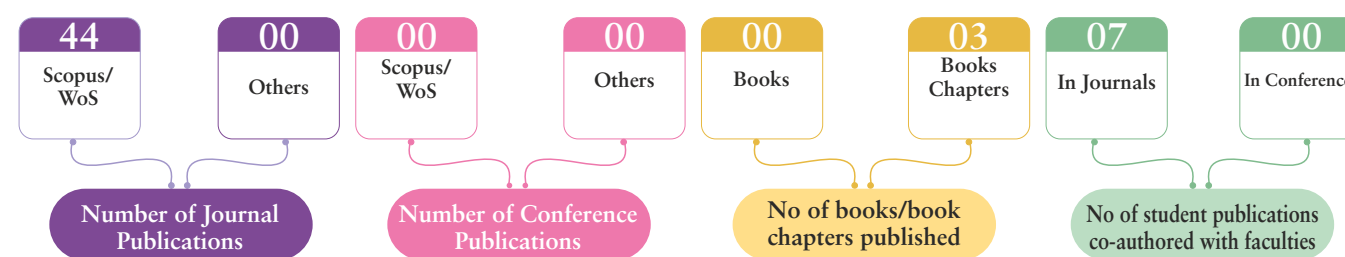 44
Scopus/
WoS
00
Others
Number of Journal
Publications
00
Scopus/
WoS
00
Others
Number of Conference
Publications
00
Books
03
Books
Chapters
No of books/book
chapters published
07
In Journals
00
In Conference
No of student publications
co-authored with faculties